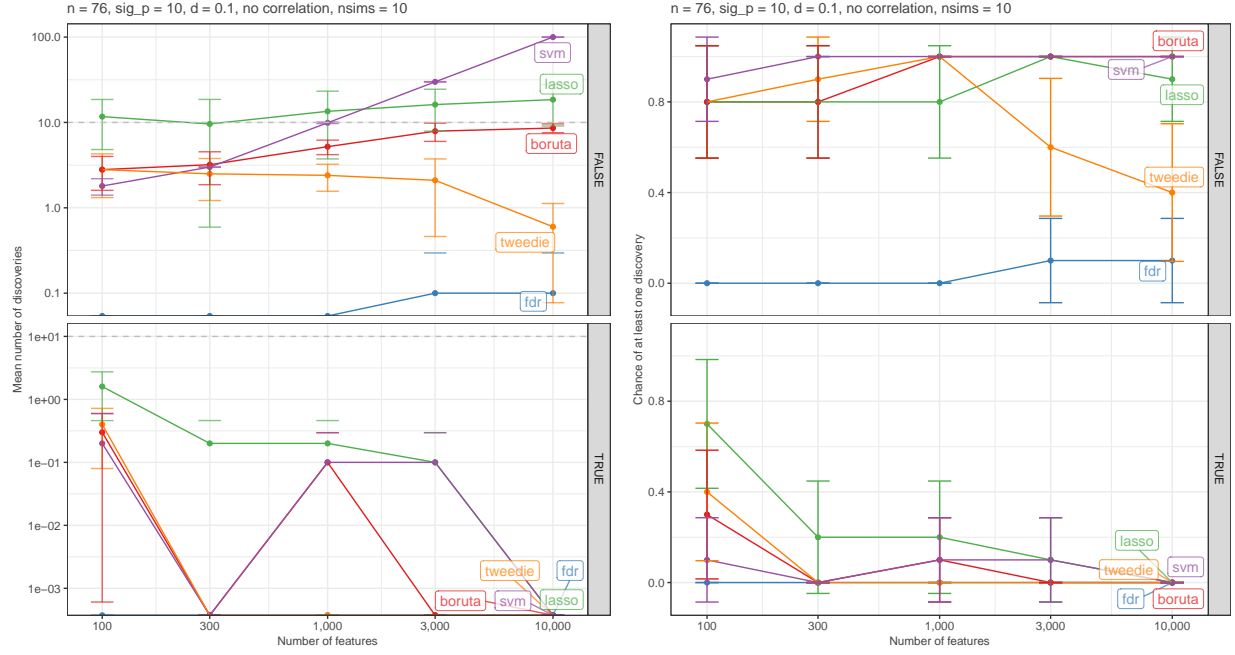 n = 76, sig_p = 10, d = 0.1, no correlation, nsims = 10
Mean number of discoveries
100.0
10.0
1.0
0.1
svm
lasso
boruta
tweedie
fdr
FALSE
1e+01
1e+00
1e−01
1e−02
1e−03
tweedie
fdr
boruta
svm
lasso
TRUE
100
300
1,000
3,000
10,000
Number of features
n = 76, sig_p = 10, d = 0.1, no correlation, nsims = 10
Chance of at least one discovery
0.8
0.4
0.0
boruta
svm
lasso
tweedie
fdr
FALSE
0.8
0.4
0.0
lasso
tweedie
svm
fdr
boruta
TRUE
100
300
1,000
3,000
10,000
Number of features